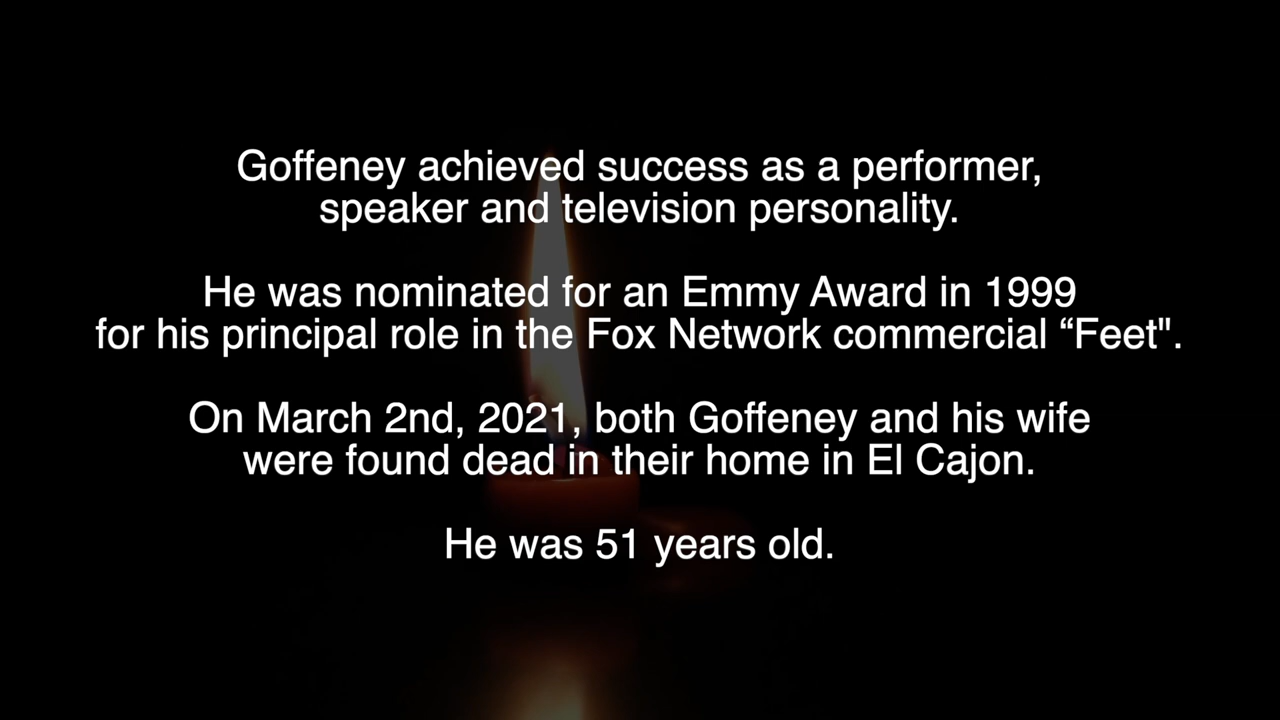 Goffeney achieved success as a performer,
speaker and television personality.
He was nominated for an Emmy Award in 1999
for his principal role in the Fox Network commercial “Feet".
On March 2nd, 2021, both Goffeney and his wife
were found dead in their home in El Cajon.
He was 51 years old.